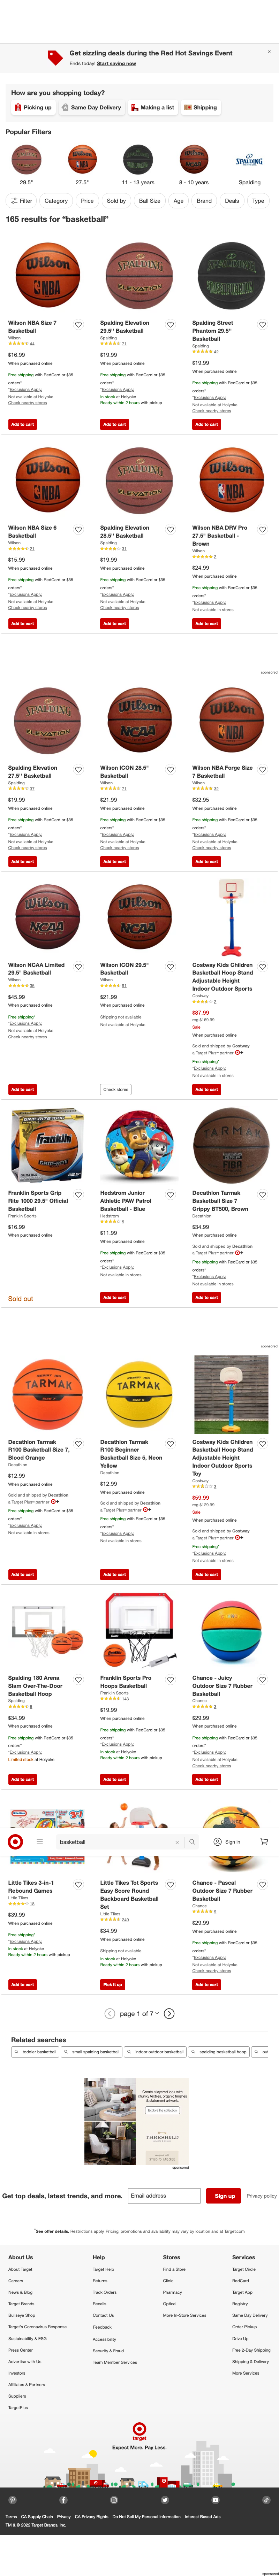 Get sizzling deals during the Red Hot Savings Event
Ends today! Start saving now
How are you shopping today?
Picking up
Same Day Delivery
Making a list
Shipping
Popular Filters
29.5"
27.5"
11 - 13 years
8 - 10 years
Spalding
Filter
Category
Price
Sold by
Ball Size
Age
Brand
Deals
Type
165 results for “basketball”
Wilson NBA Size 7 Basketball
Wilson
44
$16.99
When purchased online
Free shipping with RedCard or $35 orders*
*Exclusions Apply.
Not available at Holyoke
Check nearby stores
Add to cart
Spalding Elevation 29.5'' Basketball
Spalding
71
$19.99
When purchased online
Free shipping with RedCard or $35 orders*
*Exclusions Apply.
In stock at Holyoke
Ready within 2 hours with pickup
Add to cart
Spalding Street Phantom 29.5'' Basketball
Spalding
42
$19.99
When purchased online
Free shipping with RedCard or $35 orders*
*Exclusions Apply.
Not available at Holyoke
Check nearby stores
Add to cart
Wilson NBA Size 6 Basketball
Wilson
21
$15.99
When purchased online
Free shipping with RedCard or $35 orders*
*Exclusions Apply.
Not available at Holyoke
Check nearby stores
Add to cart
Spalding Elevation 28.5'' Basketball
Spalding
91
$19.99
When purchased online
Free shipping with RedCard or $35 orders*
*Exclusions Apply.
Not available at Holyoke
Check nearby stores
Add to cart
Wilson NBA DRV Pro 27.5" Basketball - Brown
Wilson
2
$24.99
When purchased online
Free shipping with RedCard or $35 orders*
*Exclusions Apply.
Not available in stores
Add to cart
sponsored
Spalding Elevation 27.5'' Basketball
Spalding
37
$19.99
When purchased online
Free shipping with RedCard or $35 orders*
*Exclusions Apply.
Not available at Holyoke
Check nearby stores
Add to cart
Wilson ICON 28.5" Basketball
Wilson
71
$21.99
When purchased online
Free shipping with RedCard or $35 orders*
*Exclusions Apply.
Not available at Holyoke
Check nearby stores
Add to cart
Wilson NBA Forge Size 7 Basketball
Wilson
32
$32.95
When purchased online
Free shipping with RedCard or $35 orders*
*Exclusions Apply.
Not available at Holyoke
Check nearby stores
Add to cart
Wilson NCAA Limited 29.5" Basketball
Wilson
35
$45.99
When purchased online
Free shipping*
*Exclusions Apply.
Not available at Holyoke
Check nearby stores
Add to cart
Wilson ICON 29.5" Basketball
Wilson
91
$21.99
When purchased online
Shipping not available
Not available at Holyoke
Check stores
Costway Kids Children Basketball Hoop Stand Adjustable Height Indoor Outdoor Sports
Costway
2
$87.99
reg $169.99
Sale
When purchased online
Sold and shipped by Costway
a Target Plus™ partner
Free shipping*
*Exclusions Apply.
Not available in stores
Add to cart
Franklin Sports Grip Rite 1000 29.5" Official Basketball
Franklin Sports
$16.99
When purchased online
Sold out
Hedstrom Junior Athletic PAW Patrol Basketball - Blue
Hedstrom
5
$11.99
When purchased online
Free shipping with RedCard or $35 orders*
*Exclusions Apply.
Not available in stores
Add to cart
Decathlon Tarmak Basketball Size 7 Grippy BT500, Brown
Decathlon
$34.99
When purchased online
Sold and shipped by Decathlon
a Target Plus™ partner
Free shipping with RedCard or $35 orders*
*Exclusions Apply.
Not available in stores
Add to cart
sponsored
Decathlon Tarmak R100 Basketball Size 7, Blood Orange
Decathlon
$12.99
When purchased online
Sold and shipped by Decathlon
a Target Plus™ partner
Free shipping with RedCard or $35 orders*
*Exclusions Apply.
Not available in stores
Add to cart
Decathlon Tarmak R100 Beginner Basketball Size 5, Neon Yellow
Decathlon
$12.99
When purchased online
Sold and shipped by Decathlon
a Target Plus™ partner
Free shipping with RedCard or $35 orders*
*Exclusions Apply.
Not available in stores
Add to cart
Costway Kids Children Basketball Hoop Stand Adjustable Height Indoor Outdoor Sports Toy
Costway
3
$59.99
reg $129.99
Sale
When purchased online
Sold and shipped by Costway
a Target Plus™ partner
Free shipping*
*Exclusions Apply.
Not available in stores
Add to cart
Spalding 180 Arena Slam Over-The-Door Basketball Hoop
Spalding
6
$34.99
When purchased online
Free shipping with RedCard or $35 orders*
*Exclusions Apply.
Limited stock at Holyoke
Add to cart
Franklin Sports Pro Hoops Basketball
Franklin Sports
143
$19.99
When purchased online
Free shipping with RedCard or $35 orders*
*Exclusions Apply.
In stock at Holyoke
Ready within 2 hours with pickup
Add to cart
Chance - Juicy Outdoor Size 7 Rubber Basketball
Chance
3
$29.99
When purchased online
Free shipping with RedCard or $35 orders*
*Exclusions Apply.
Not available at Holyoke
Check nearby stores
Add to cart
basketball
Sign in
Little Tikes 3-in-1 Rebound Games
Little Tikes
18
$39.99
When purchased online
Free shipping*
*Exclusions Apply.
In stock at Holyoke
Ready within 2 hours with pickup
Add to cart
Little Tikes Tot Sports Easy Score Round Backboard Basketball Set
Little Tikes
249
$34.99
When purchased online
Shipping not available
In stock at Holyoke
Ready within 2 hours with pickup
Pick it up
Chance - Pascal Outdoor Size 7 Rubber Basketball
Chance
9
$29.99
When purchased online
Free shipping with RedCard or $35 orders*
*Exclusions Apply.
Not available at Holyoke
Check nearby stores
Add to cart
page 1 of 7
Related searches
toddler basketball
small spalding basketball
indoor outdoor basketball
spalding basketball hoop
THRESHOLD
STUDIO McGEE
sponsored
Get top deals, latest trends, and more.
Email address
Sign up
Privacy policy
*See offer details. Restrictions apply. Pricing, promotions and availability may vary by location and at Target.com
About Us
About Target
Careers
News & Blog
Target Brands
Bullseye Shop
Target's Coronavirus Response
Sustainability & ESG
Press Center
Advertise with Us
Investors
Affiliates & Partners
Suppliers
TargetPlus
Help
Target Help
Returns
Track Orders
Recalls
Contact Us
Feedback
Accessibility
Security & Fraud
Team Member Services
Stores
Find a Store
Clinic
Pharmacy
Optical
More In-Store Services
Services
Target Circle
RedCard
Target App
Registry
Same Day Delivery
Order Pickup
Drive Up
Free 2-Day Shipping
Shipping & Delivery
More Services
target
Expect More. Pay Less.
Terms
CA Supply Chain
Privacy
CA Privacy Rights
Do Not Sell My Personal Information
Interest Based Ads
TM & © 2022 Target Brands, Inc.
sponsored